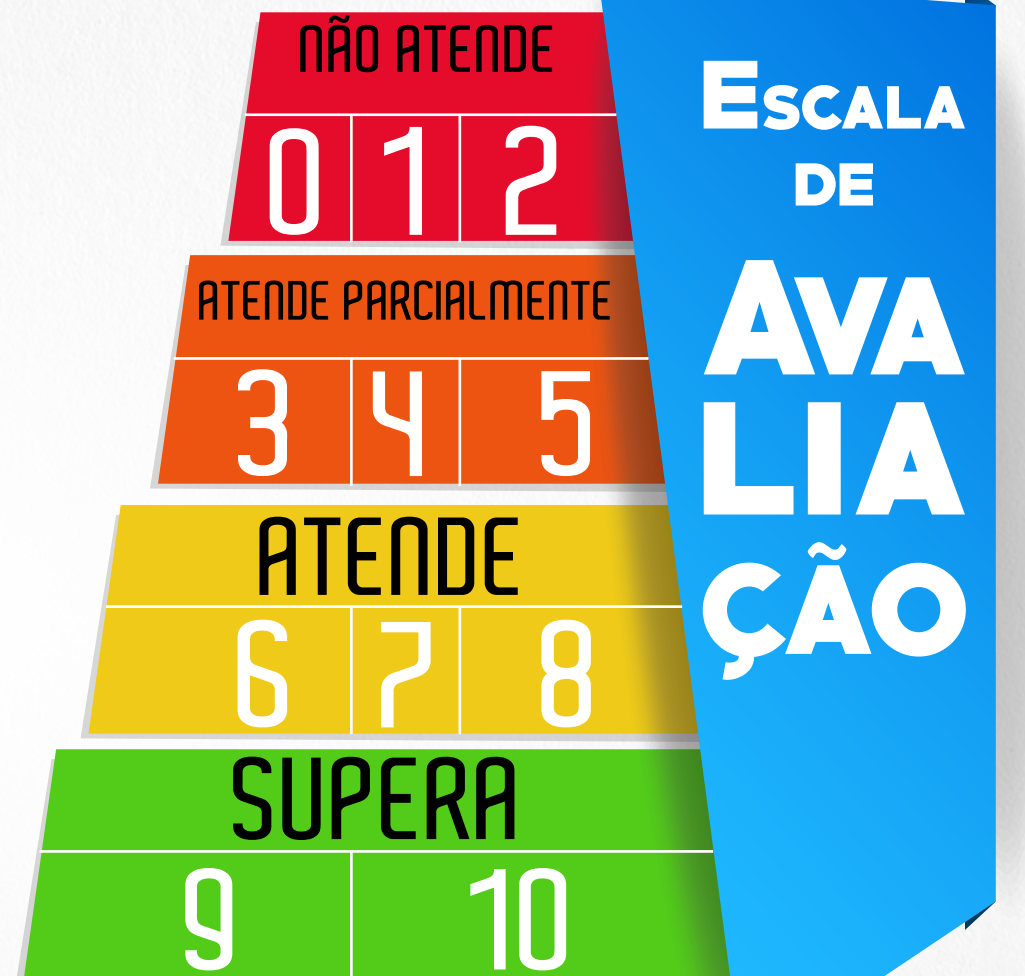 NÃO ATENDE
0 1 2
ATENDE PARCIALMENTE
3 4 5
ATENDE
6 7 8
SUPERA
9 10
ESCALA
DE
AVA
LIA
ÇÃO